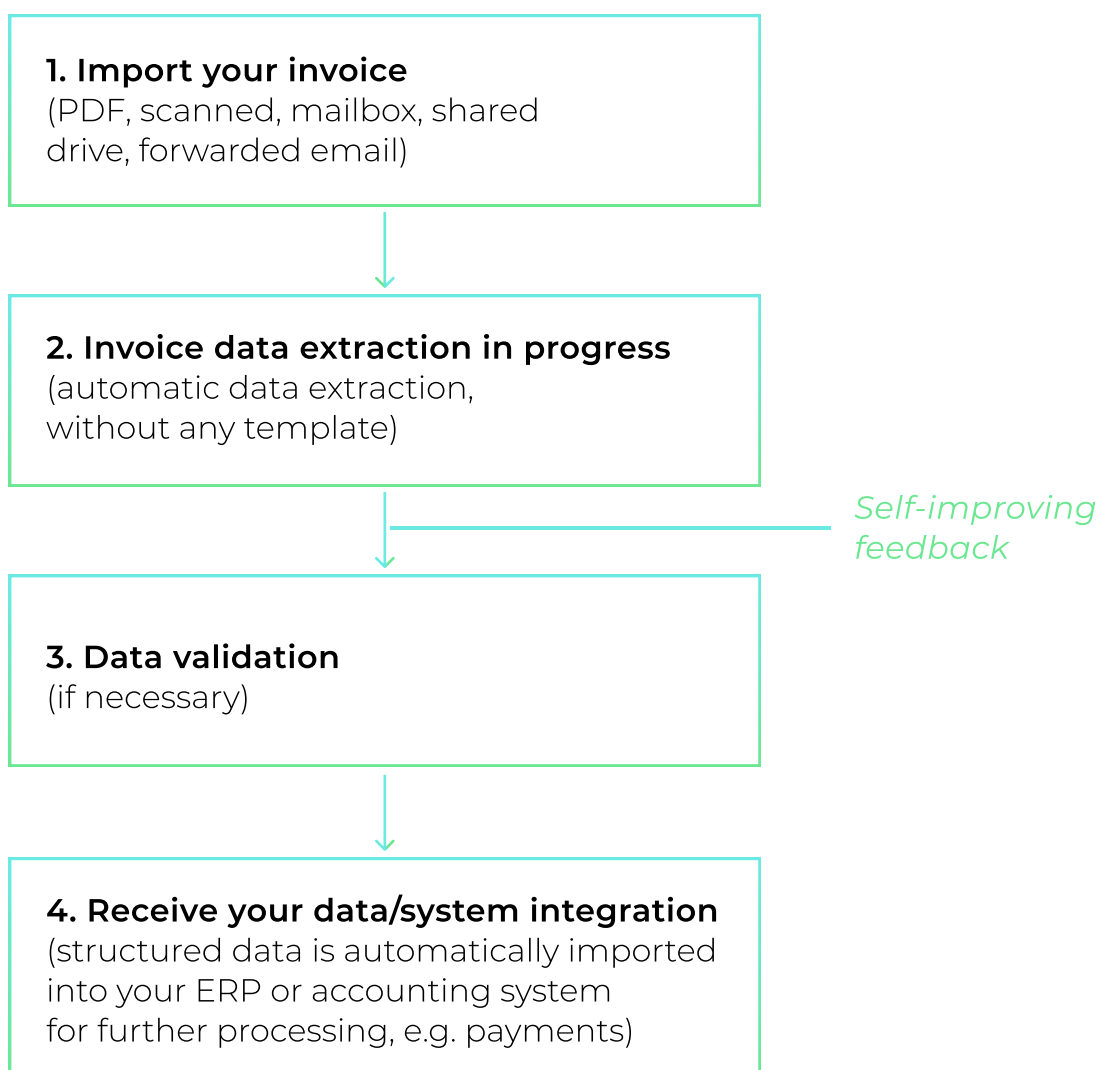 1. Import your invoice
(PDF, scanned, mailbox, shared
drive, forwarded email)
2. Invoice data extraction in progress
(automatic data extraction,
without any template)
Self-improving
feedback
3. Data validation
(if necessary)
4. Receive your data/system integration
(structured data is automatically imported
into your ERP or accounting system
for further processing, e.g. payments)